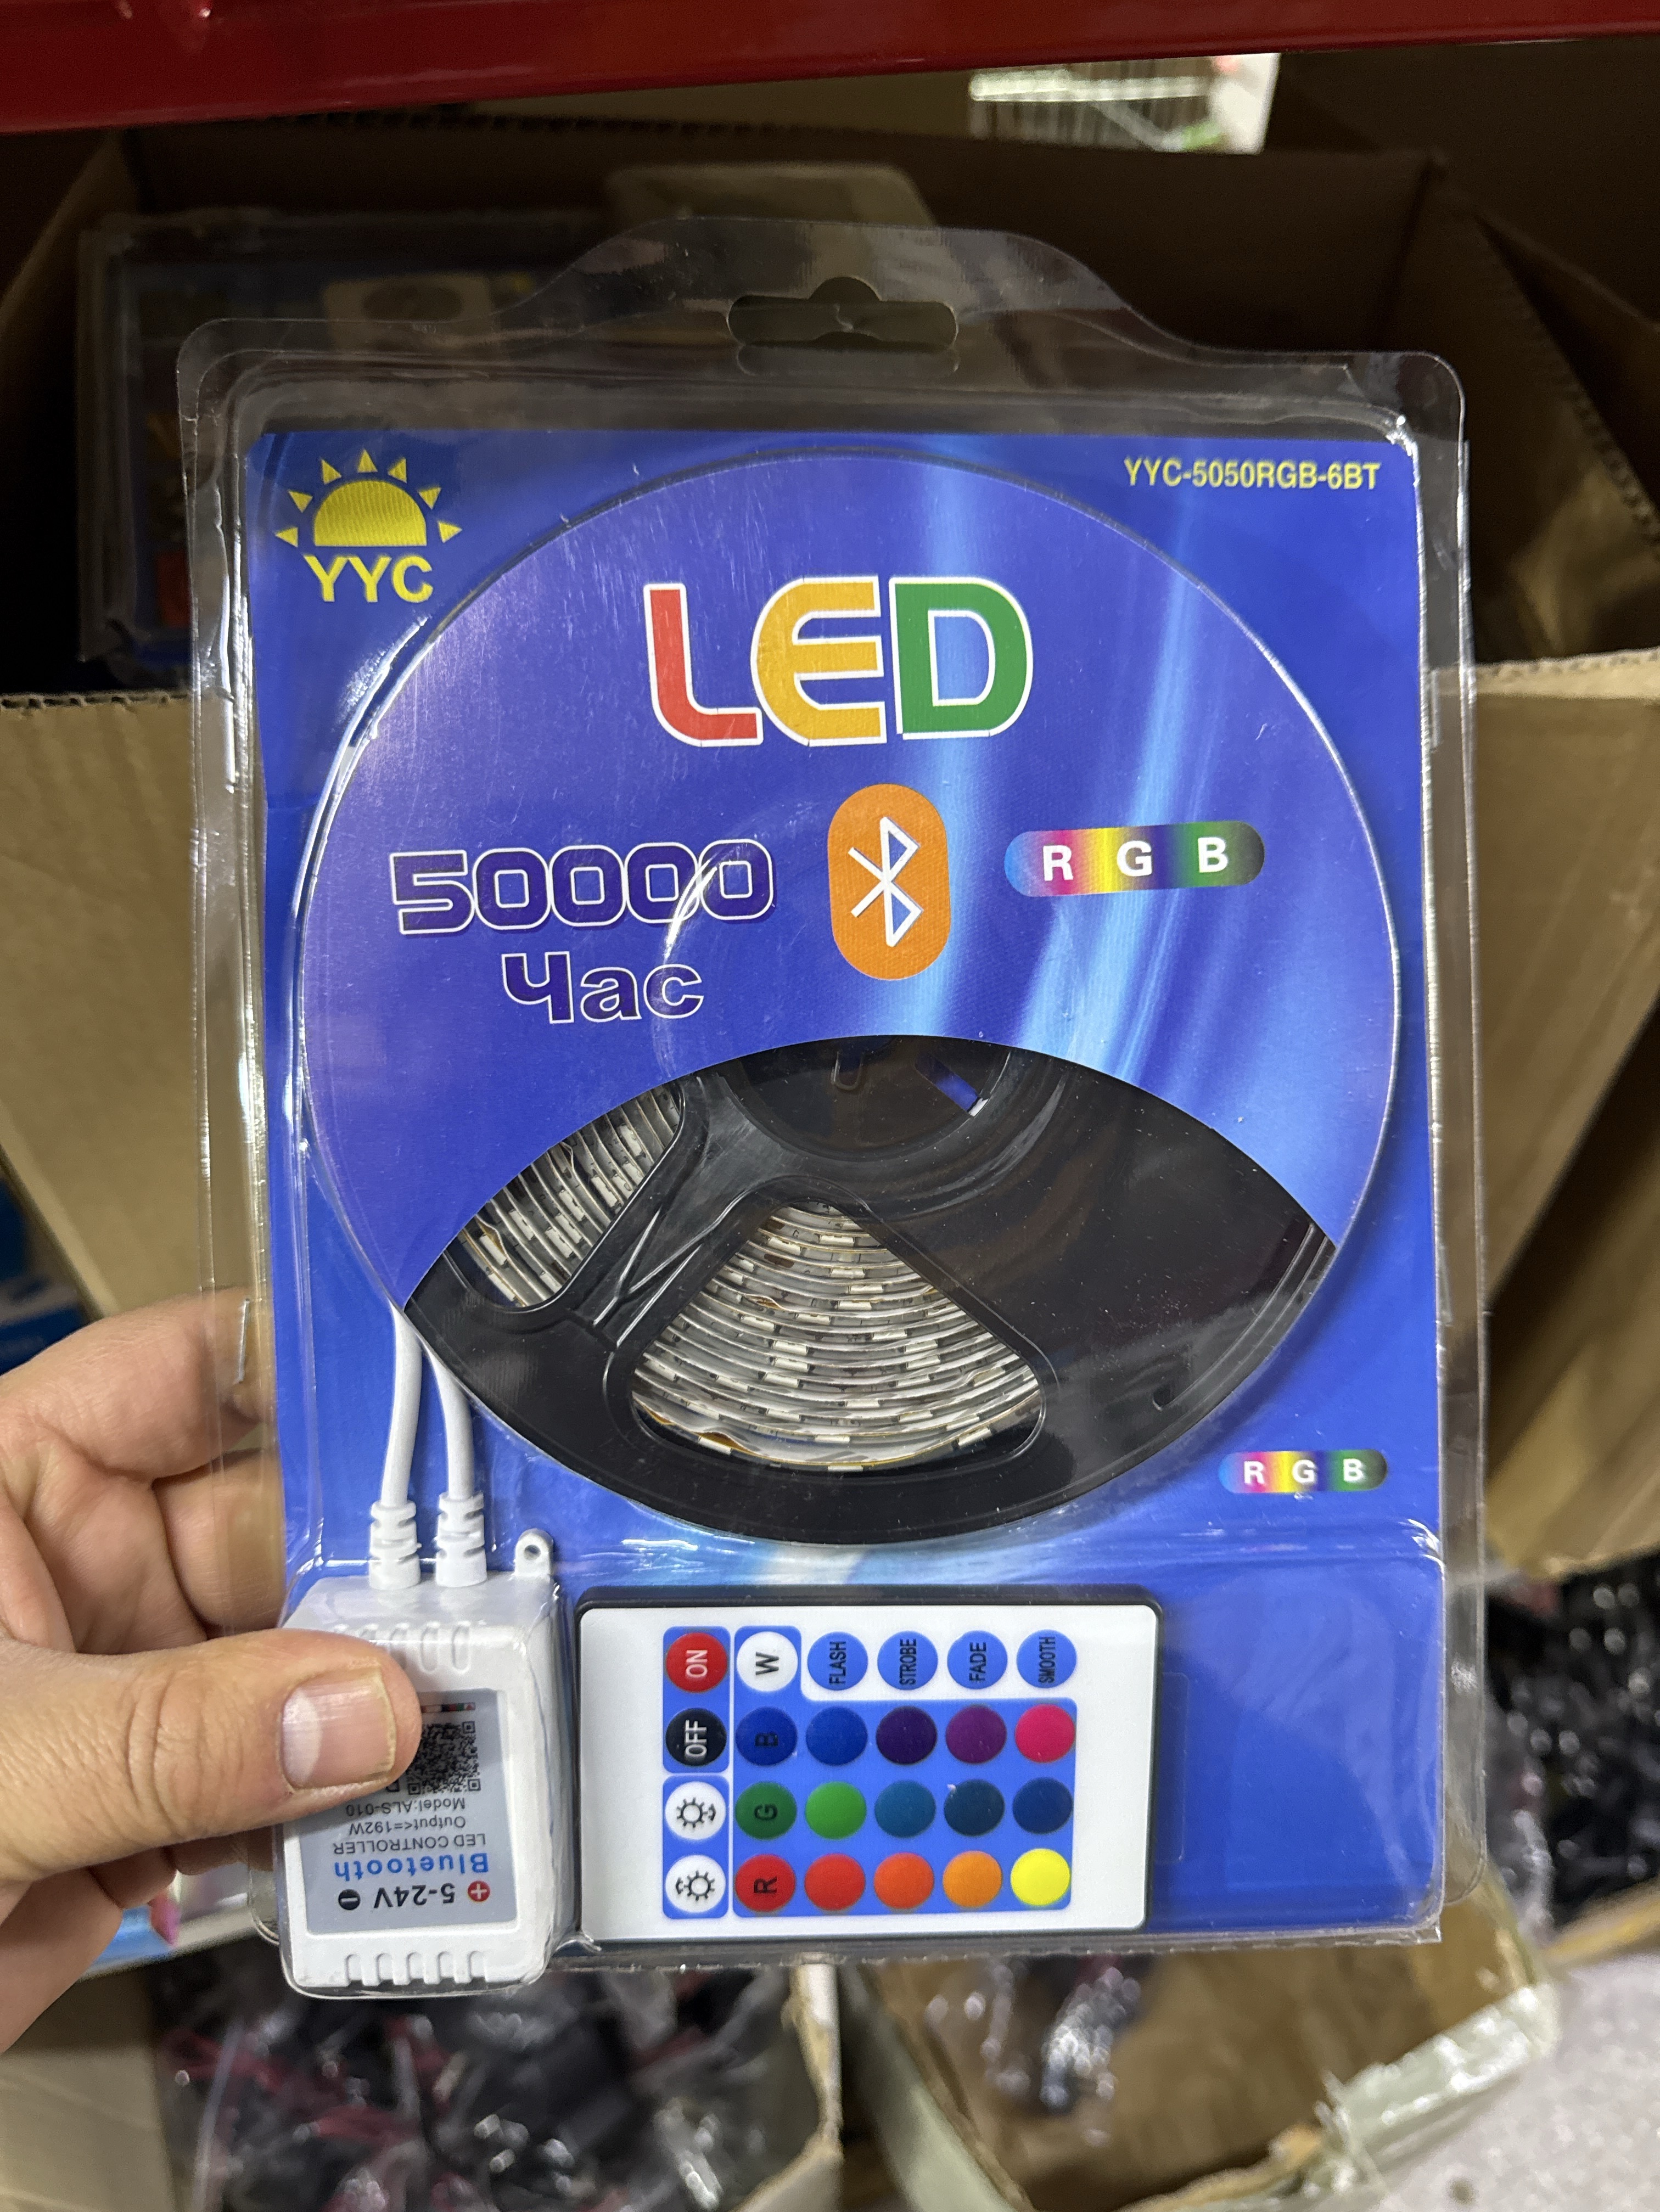 YYC-5050RGB-6BT
YYC
LED
50000
Час
R G B
R G B
ON
W
FLASH
STROBE
FADE
SMOOTH
OFF
B
G
R
5-24V
Bluetooth
LED CONTROLLER
Output<=192W
Model:ALS-010